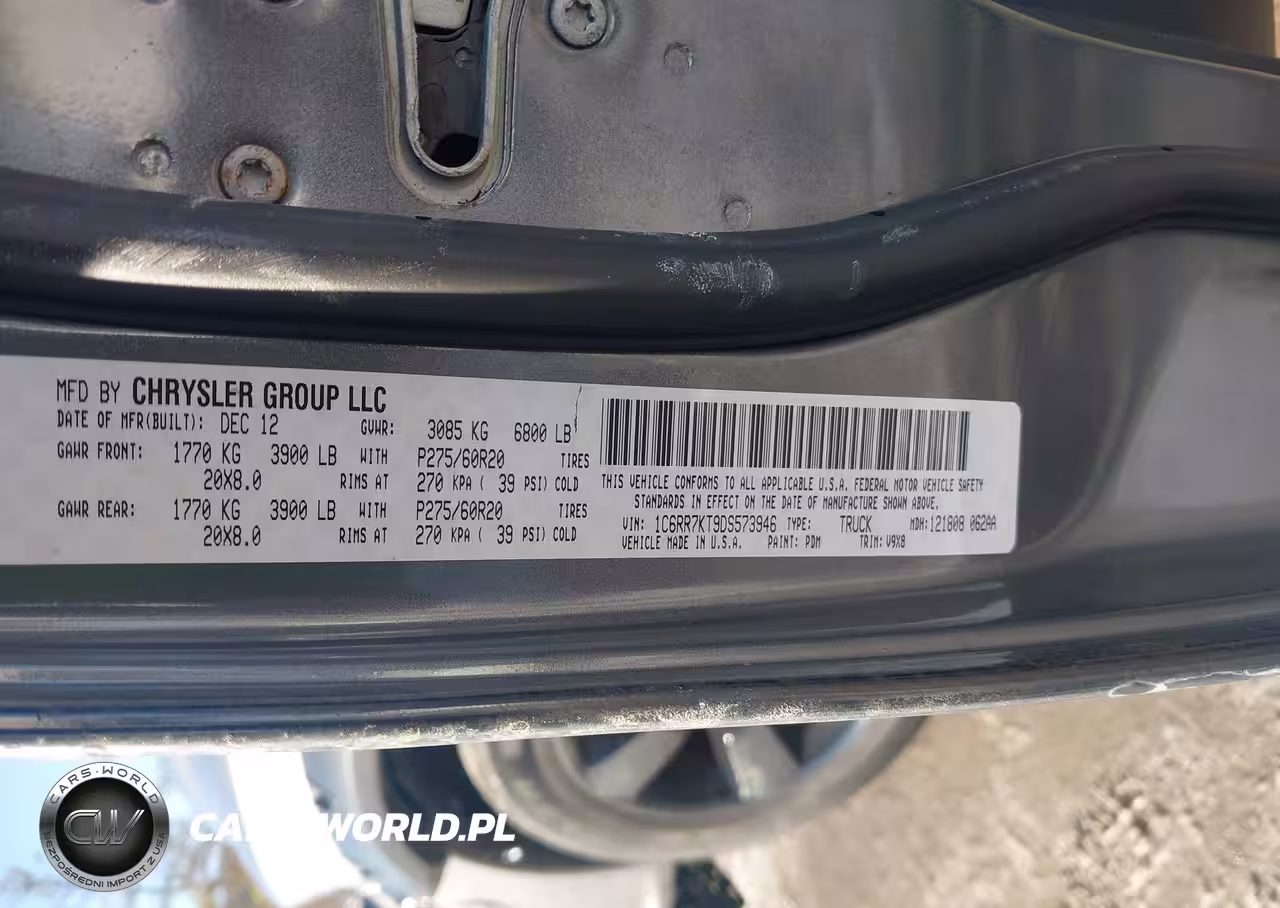 MFD BY CHRYSLER GROUP LLC
DATE OF MFR(BUILT): DEC 12 GVWR: 3085 KG 6800 LB
GAWR FRONT: 1770 KG 3900 LB WITH P275/60R20 TIRES
20X8.0 RIMS AT 270 KPA ( 39 PSI) COLD
GAWR REAR: 1770 KG 3900 LB WITH P275/60R20 TIRES
20X8.0 RIMS AT 270 KPA ( 39 PSI) COLD
THIS VEHICLE CONFORMS TO ALL APPLICABLE U.S.A. FEDERAL MOTOR VEHICLE SAFETY
STANDARDS IN EFFECT ON THE DATE OF MANUFACTURE SHOWN ABOVE.
VIN: 1C6RR7KT9DS573946 TYPE: TRUCK MDH: 121808 062AA
VEHICLE MADE IN U.S.A. PAINT: PDM TRIM: V9X8
CARS-WORLD
CW
BEZPOŚREDNI IMPORT Z USA
CARS-WORLD.PL